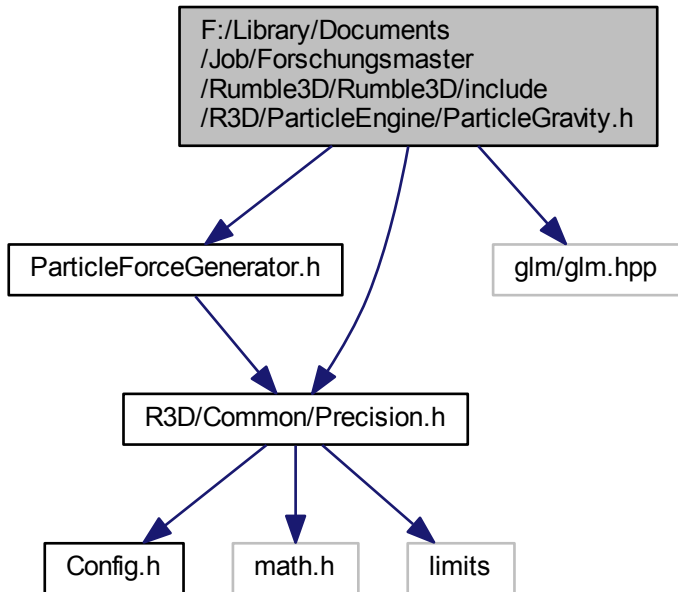 F:/Library/Documents
/Job/Forschungsmaster
/Rumble3D/Rumble3D/include
/R3D/ParticleEngine/ParticleGravity.h
ParticleForceGenerator.h
glm/glm.hpp
R3D/Common/Precision.h
Config.h
math.h
limits